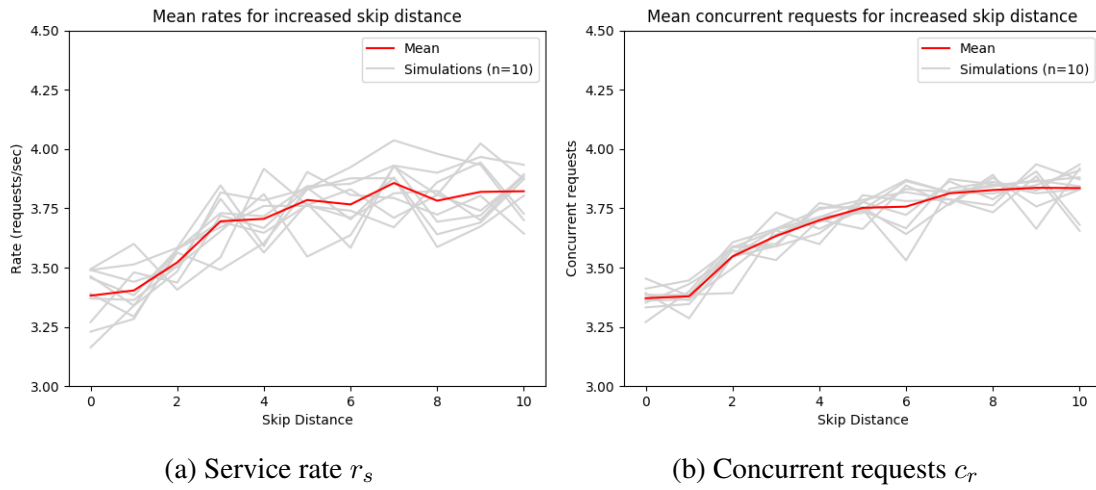 Mean rates for increased skip distance
4.50
4.25
4.00
3.75
3.50
3.25
3.00
Rate (requests/sec)
Mean
Simulations (n=10)
0 2 4 6 8 10
Skip Distance
(a) Service rate r_s
Mean concurrent requests for increased skip distance
4.50
4.25
4.00
3.75
3.50
3.25
3.00
Concurrent requests
Mean
Simulations (n=10)
0 2 4 6 8 10
Skip Distance
(b) Concurrent requests c_r